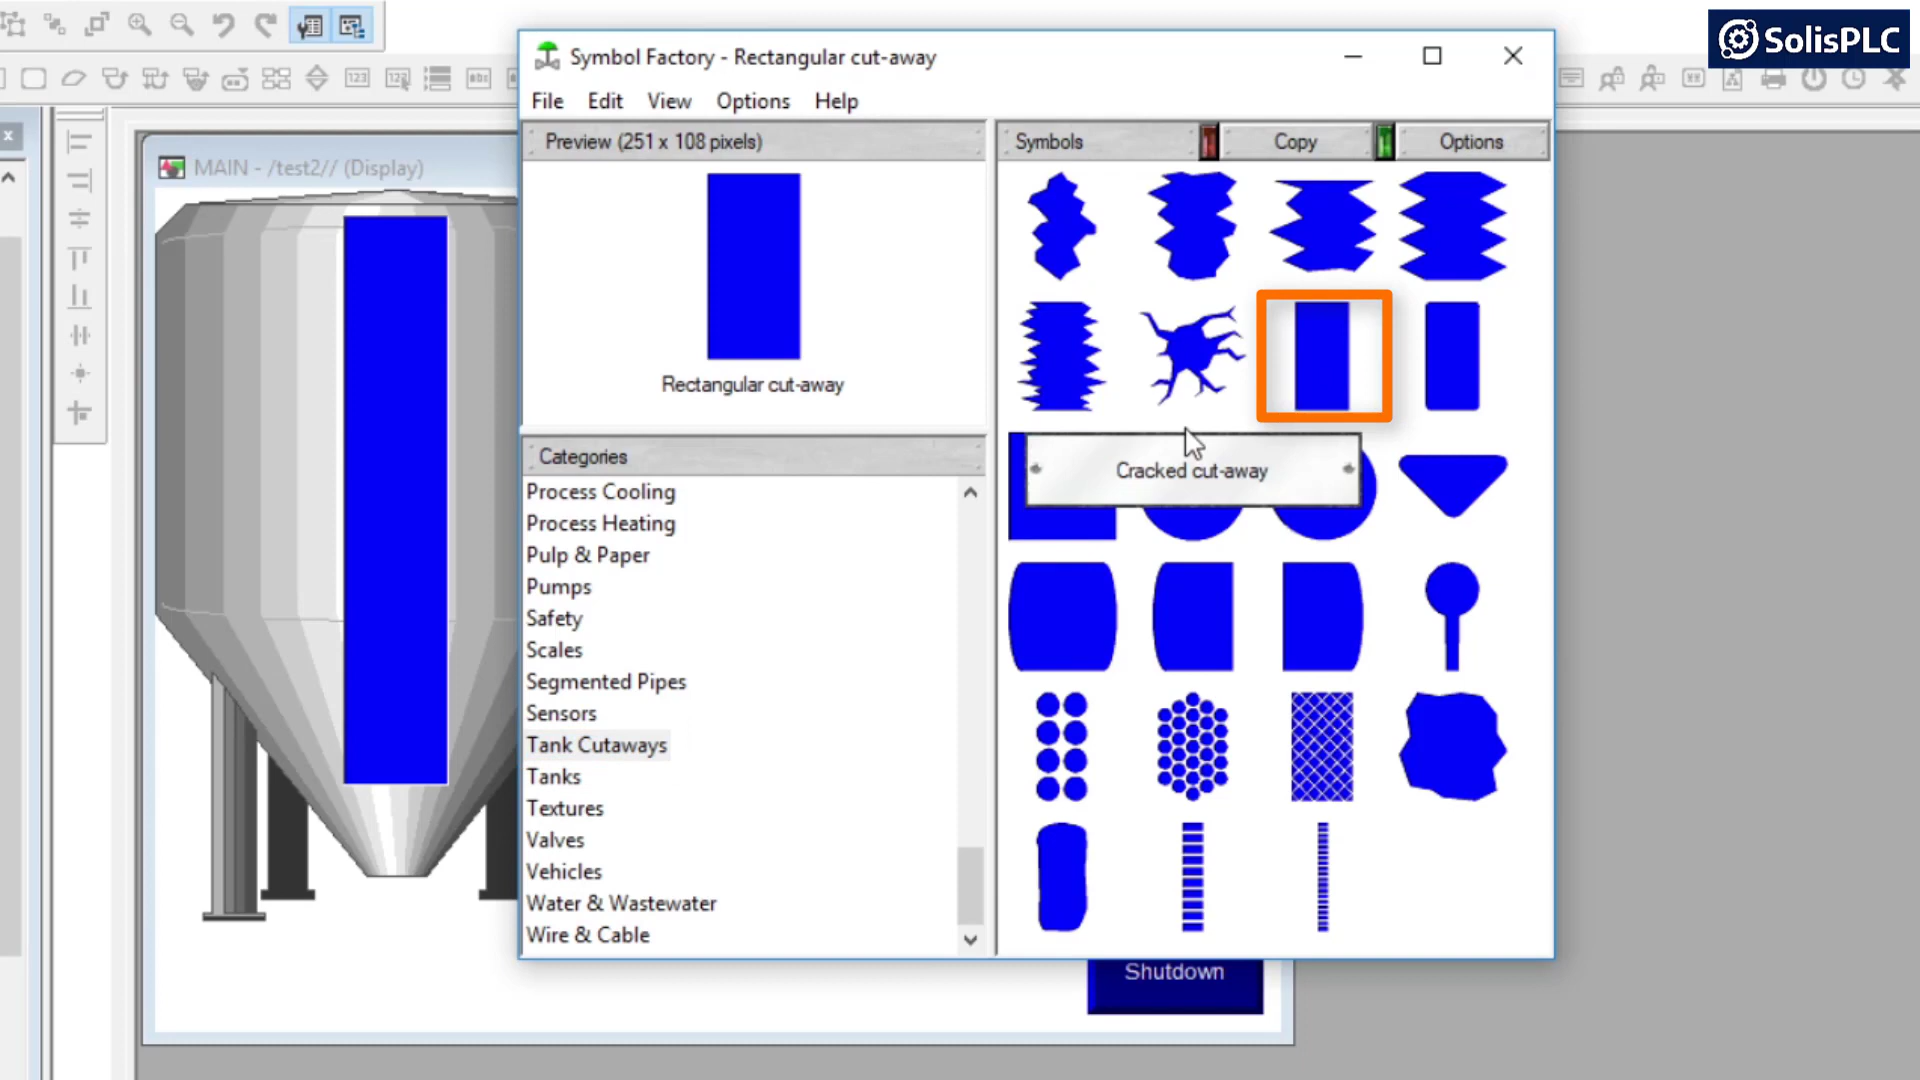 SolisPLC
Symbol Factory - Rectangular cut-away
File Edit View Options Help
Preview (251 x 108 pixels)
Symbols
Copy
Options
123
abc
MAIN - /test2// (Display)
Rectangular cut-away
Cracked cut-away
Categories
Process Cooling
Process Heating
Pulp & Paper
Pumps
Safety
Scales
Segmented Pipes
Sensors
Tank Cutaways
Tanks
Textures
Valves
Vehicles
Water & Wastewater
Wire & Cable
Shutdown